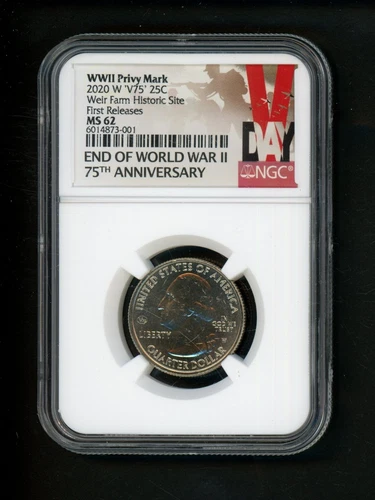 WWII Privy Mark
2020 W 'V75' 25C
Weir Farm Historic Site
First Releases
MS 62
6014873-001
V
DAY
NGC®
END OF WORLD WAR II
75TH ANNIVERSARY
UNITED STATES OF AMERICA
LIBERTY
IN
GOD WE
TRUST
W
QUARTER DOLLAR